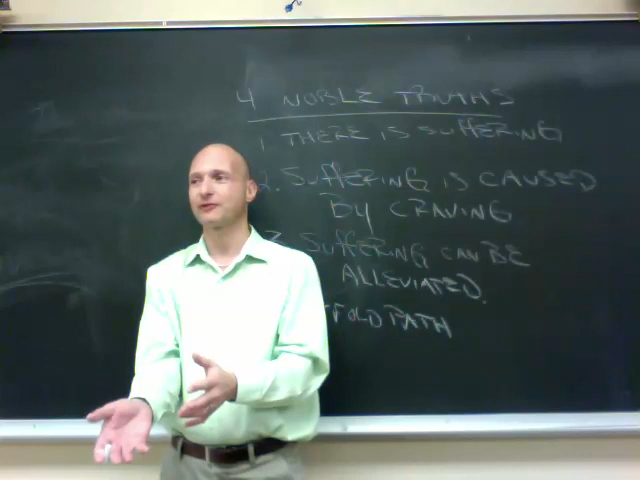 4 NOBLE TRUTHS
1 THERE IS SUFFERING
2. SUFFERING IS CAUSED
BY CRAVING
3. SUFFERING CAN BE
ALLEVIATED.
FOLD PATH